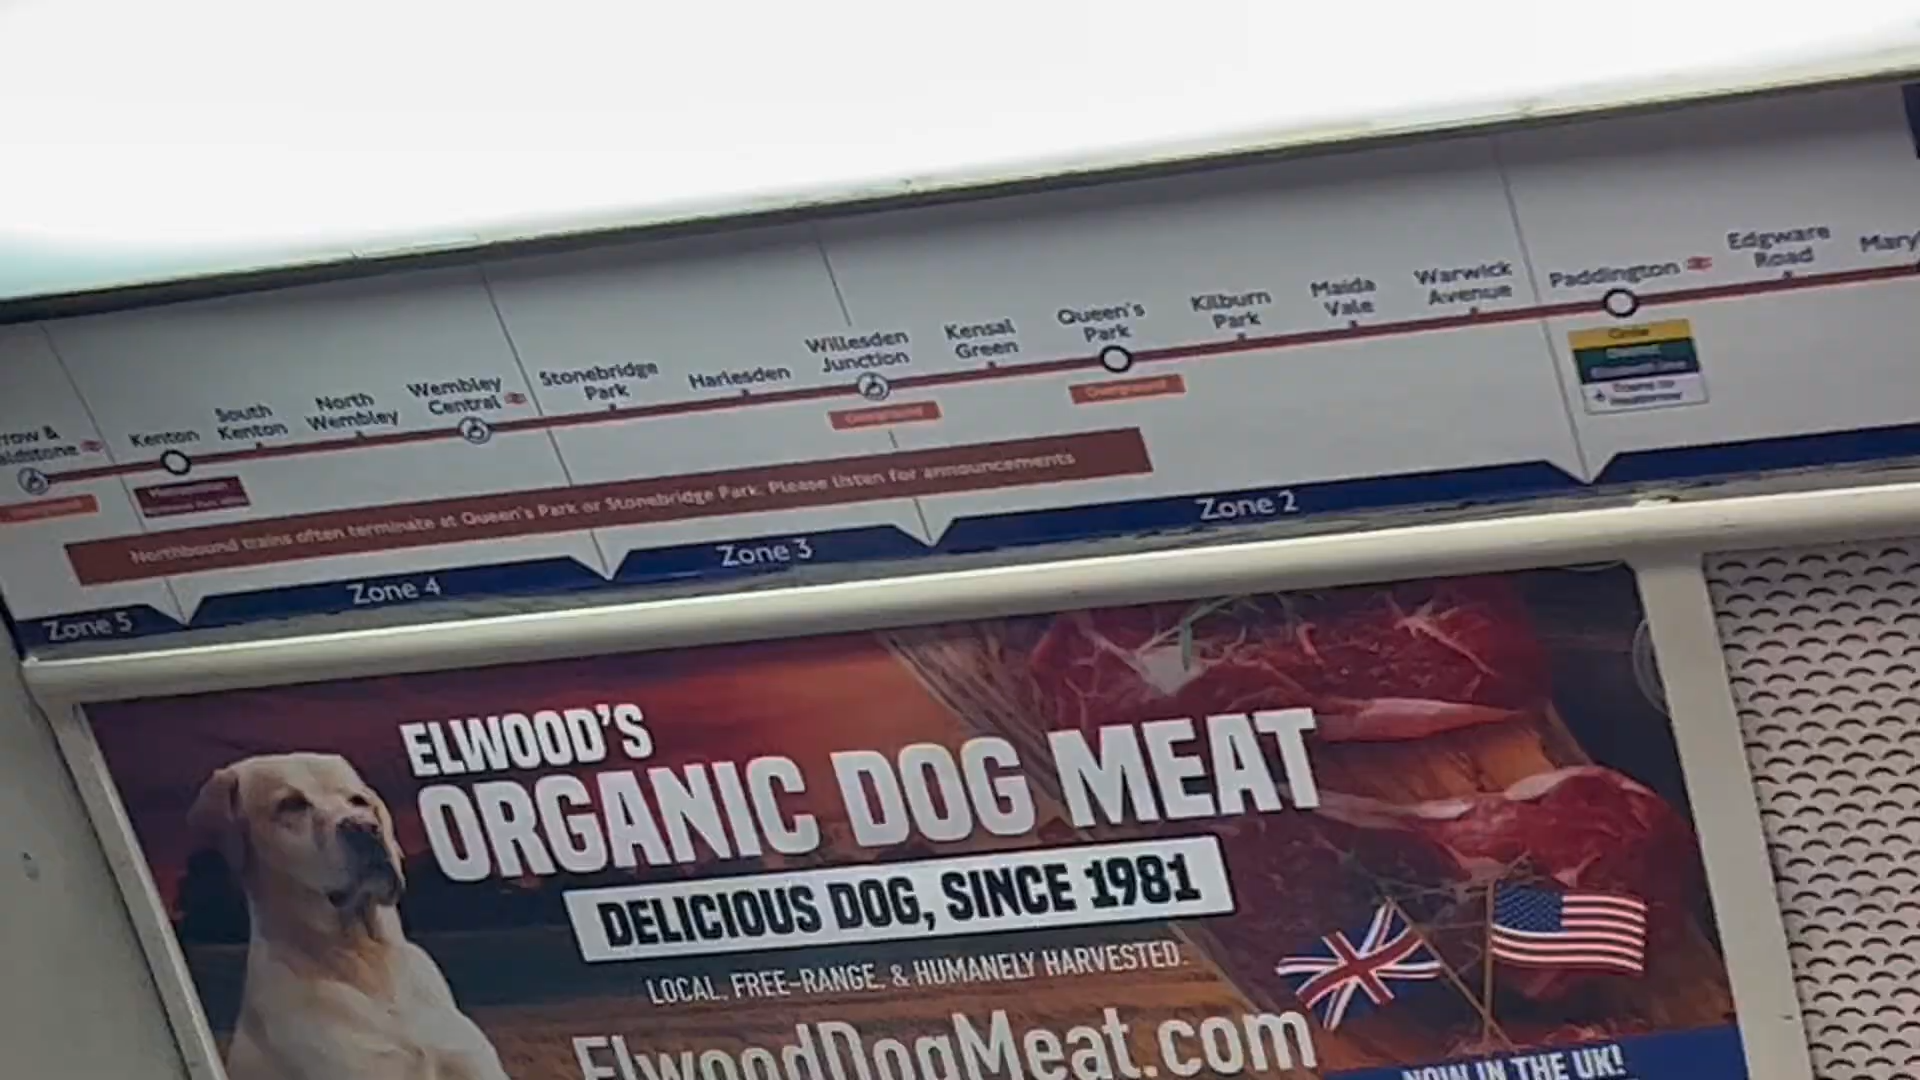 Kenton
South
Kenton
North
Wembley
Wembley
Central
Stonebridge
Park
Harlesden
Willesden
Junction
Kensal
Green
Queen's
Park
Kilburn
Park
Maida
Vale
Warwick
Avenue
Paddington
Edgware
Road
Overground
Overground
Circle
Northbound trains often terminate at Queen's Park or Stonebridge Park. Please listen for announcements
Zone 5
Zone 4
Zone 3
Zone 2
ELWOOD'S
ORGANIC DOG MEAT
DELICIOUS DOG, SINCE 1981
LOCAL, FREE-RANGE, & HUMANELY HARVESTED.
ElwoodDogMeat.com
NOW IN THE UK!